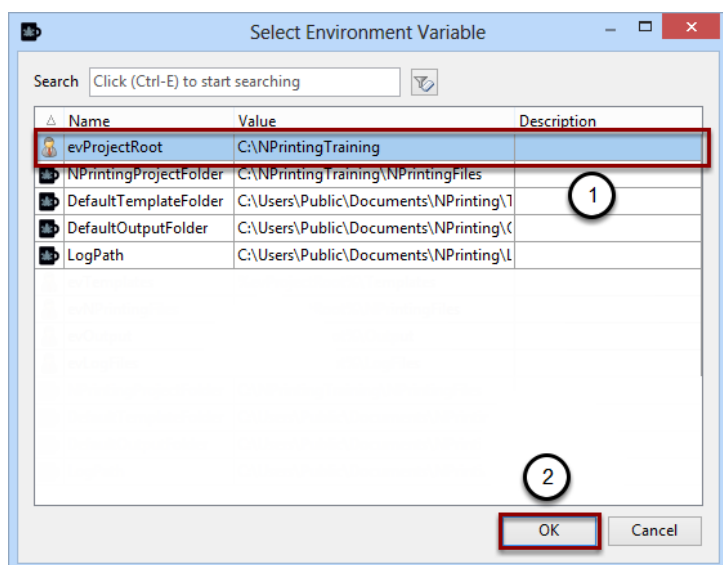 Select Environment Variable
Search Click (Ctrl-E) to start searching
Name Value Description
evProjectRoot C:\NPrintingTraining
NPrintingProjectFolder C:\NPrintingTraining\NPrintingFiles
1
DefaultTemplateFolder C:\Users\Public\Documents\NPrinting\T
DefaultOutputFolder C:\Users\Public\Documents\NPrinting\
LogPath C:\Users\Public\Documents\NPrinting\L
2
OK Cancel